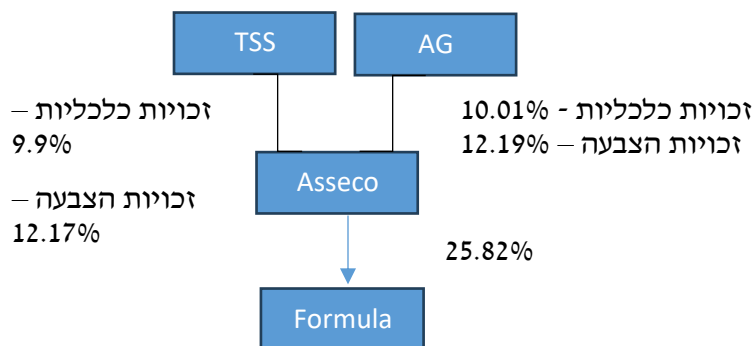 TSS
AG
זכויות כלכליות –
9.9%
זכויות הצבעה –
12.17%
זכויות כלכליות - 10.01%
זכויות הצבעה – 12.19%
Asseco
25.82%
Formula